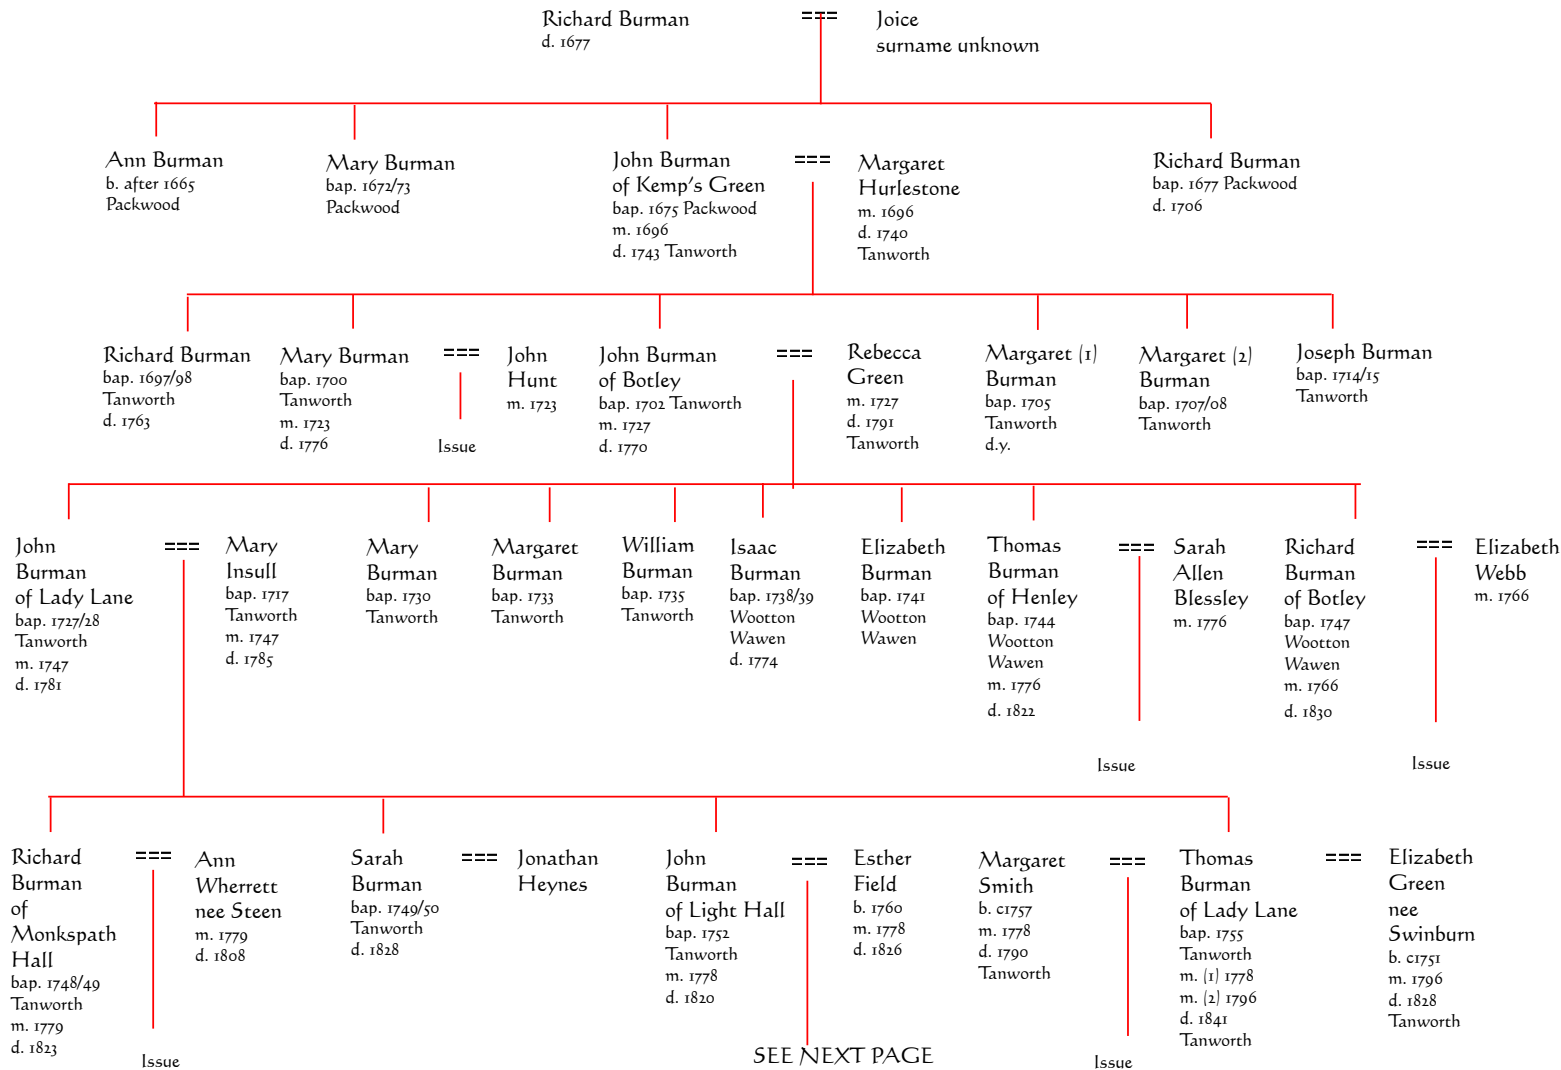 Richard Burman
d. 1677
===
Joice
surname unknown
Ann Burman
b. after 1665
Packwood
Mary Burman
bap. 1672/73
Packwood
John Burman
of Kemp's Green
bap. 1675 Packwood
m. 1696
d. 1743 Tanworth
===
Margaret
Hurlestone
m. 1696
d. 1740
Tanworth
Richard Burman
bap. 1677 Packwood
d. 1706
Richard Burman
bap. 1697/98
Tanworth
d. 1763
Mary Burman
bap. 1700
Tanworth
m. 1723
d. 1776
===
Issue
John
Hunt
m. 1723
John Burman
of Botley
bap. 1702 Tanworth
m. 1727
d. 1770
===
Rebecca
Green
m. 1727
d. 1791
Tanworth
Margaret (1)
Burman
bap. 1705
Tanworth
d.y.
Margaret (2)
Burman
bap. 1707/08
Tanworth
Joseph Burman
bap. 1714/15
Tanworth
John
Burman
of Lady Lane
bap. 1727/28
Tanworth
m. 1747
d. 1781
===
Mary
Insull
bap. 1717
Tanworth
m. 1747
d. 1785
Mary
Burman
bap. 1730
Tanworth
Margaret
Burman
bap. 1733
Tanworth
William
Burman
bap. 1735
Tanworth
Isaac
Burman
bap. 1738/39
Wootton
Wawen
d. 1774
Elizabeth
Burman
bap. 1741
Wootton
Wawen
Thomas
Burman
of Henley
bap. 1744
Wootton
Wawen
m. 1776
d. 1822
===
Sarah
Allen
Blessley
m. 1776
Issue
Richard
Burman
of Botley
bap. 1747
Wootton
Wawen
m. 1766
d. 1830
===
Elizabeth
Webb
m. 1766
Issue
Richard
Burman
of
Monkspath
Hall
bap. 1748/49
Tanworth
m. 1779
d. 1823
===
Ann
Wherrett
nee Steen
m. 1779
d. 1808
Issue
Sarah
Burman
bap. 1749/50
Tanworth
d. 1828
===
Jonathan
Heynes
John
Burman
of Light Hall
bap. 1752
Tanworth
m. 1778
d. 1820
===
Esther
Field
b. 1760
m. 1778
d. 1826
SEE NEXT PAGE
Margaret
Smith
b. c1757
m. 1778
d. 1790
Tanworth
===
Issue
Thomas
Burman
of Lady Lane
bap. 1755
Tanworth
m. (1) 1778
m. (2) 1796
d. 1841
Tanworth
===
Elizabeth
Green
nee
Swinburn
b. c1751
m. 1796
d. 1828
Tanworth